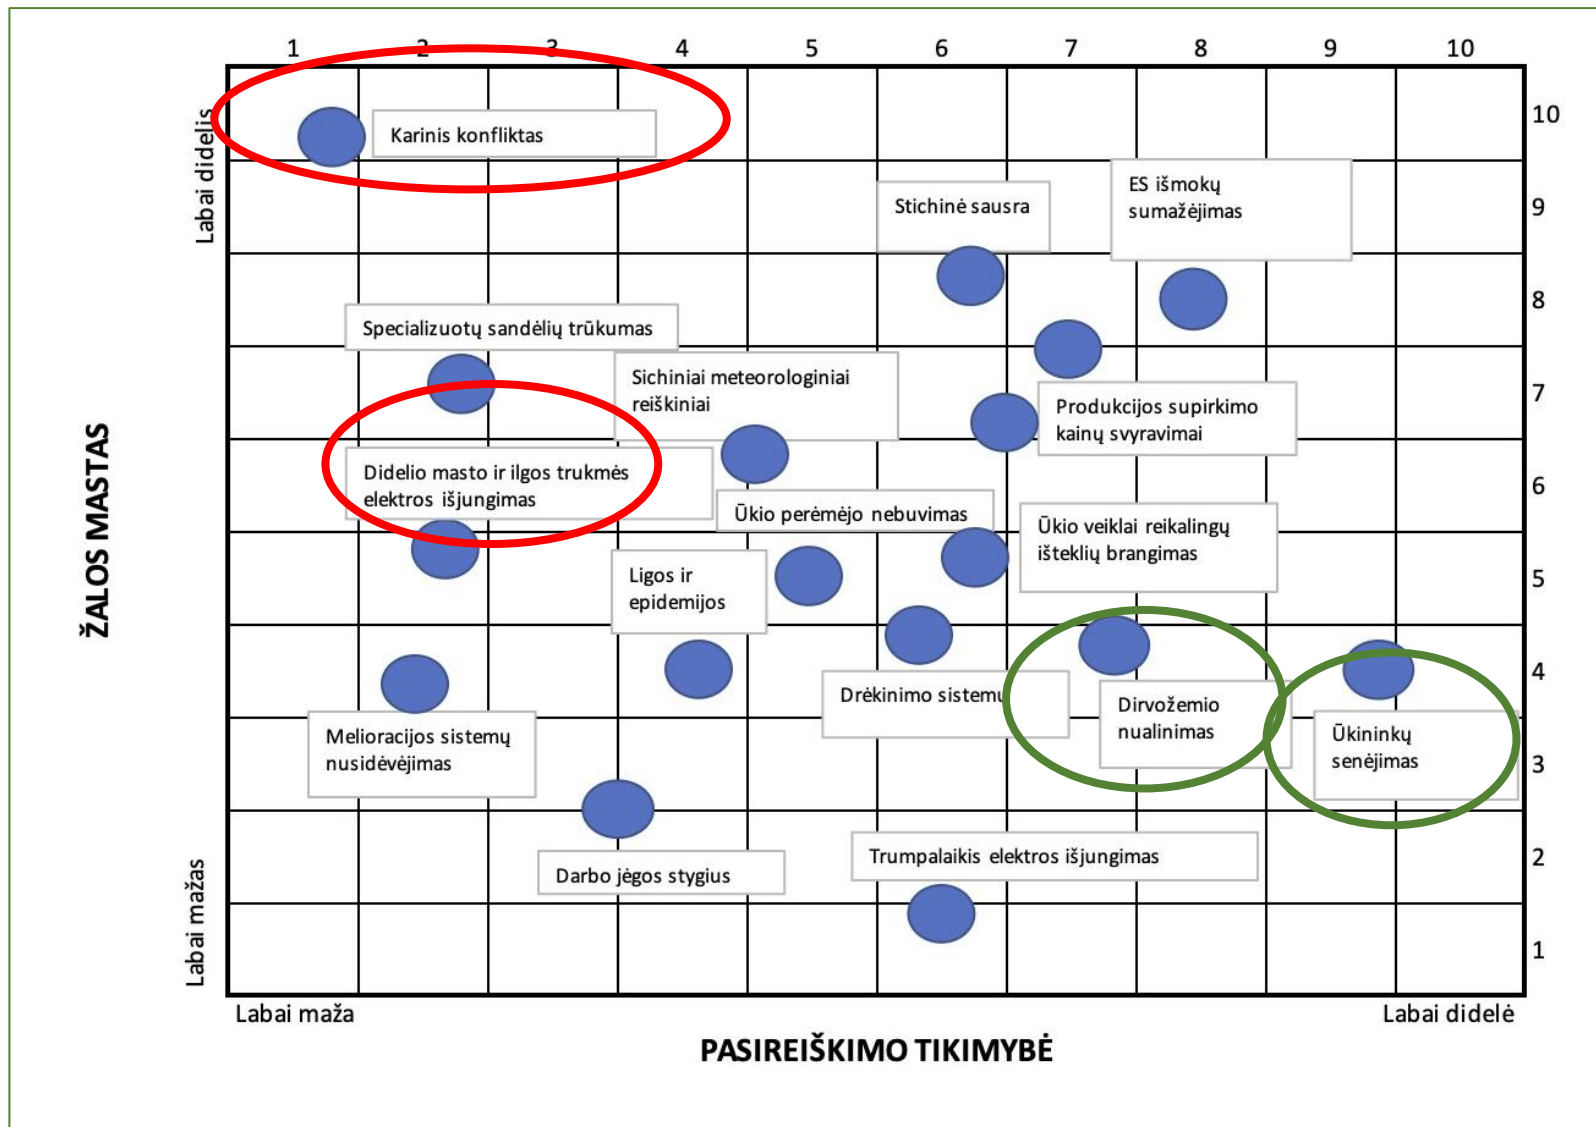 1 2 3 4 5 6 7 8 9 10
Labai didelis
Karinis konfliktas
10
ES išmokų
sumažėjimas
Stichinė sausra
9
8
Specializuotų sandėlių trūkumas
Sichiniai meteorologiniai
reiškiniai
7
Produkcijos supirkimo
kainų svyravimai
ŽALOS MASTAS
Didelio masto ir ilgos trukmės
elektros išjungimas
6
Ūkio perėmėjo nebuvimas
Ūkio veiklai reikalingų
išteklių brangimas
5
Ligos ir
epidemijos
4
Drėkinimo sistemų
Dirvožemio
nualinimas
Melioracijos sistemų
nusidėvėjimas
Ūkininkų
senėjimas
3
Trumpalaikis elektros išjungimas
2
Darbo jėgos stygius
Labai mažas
1
Labai maža
Labai didelė
PASIREIŠKIMO TIKIMYBĖ